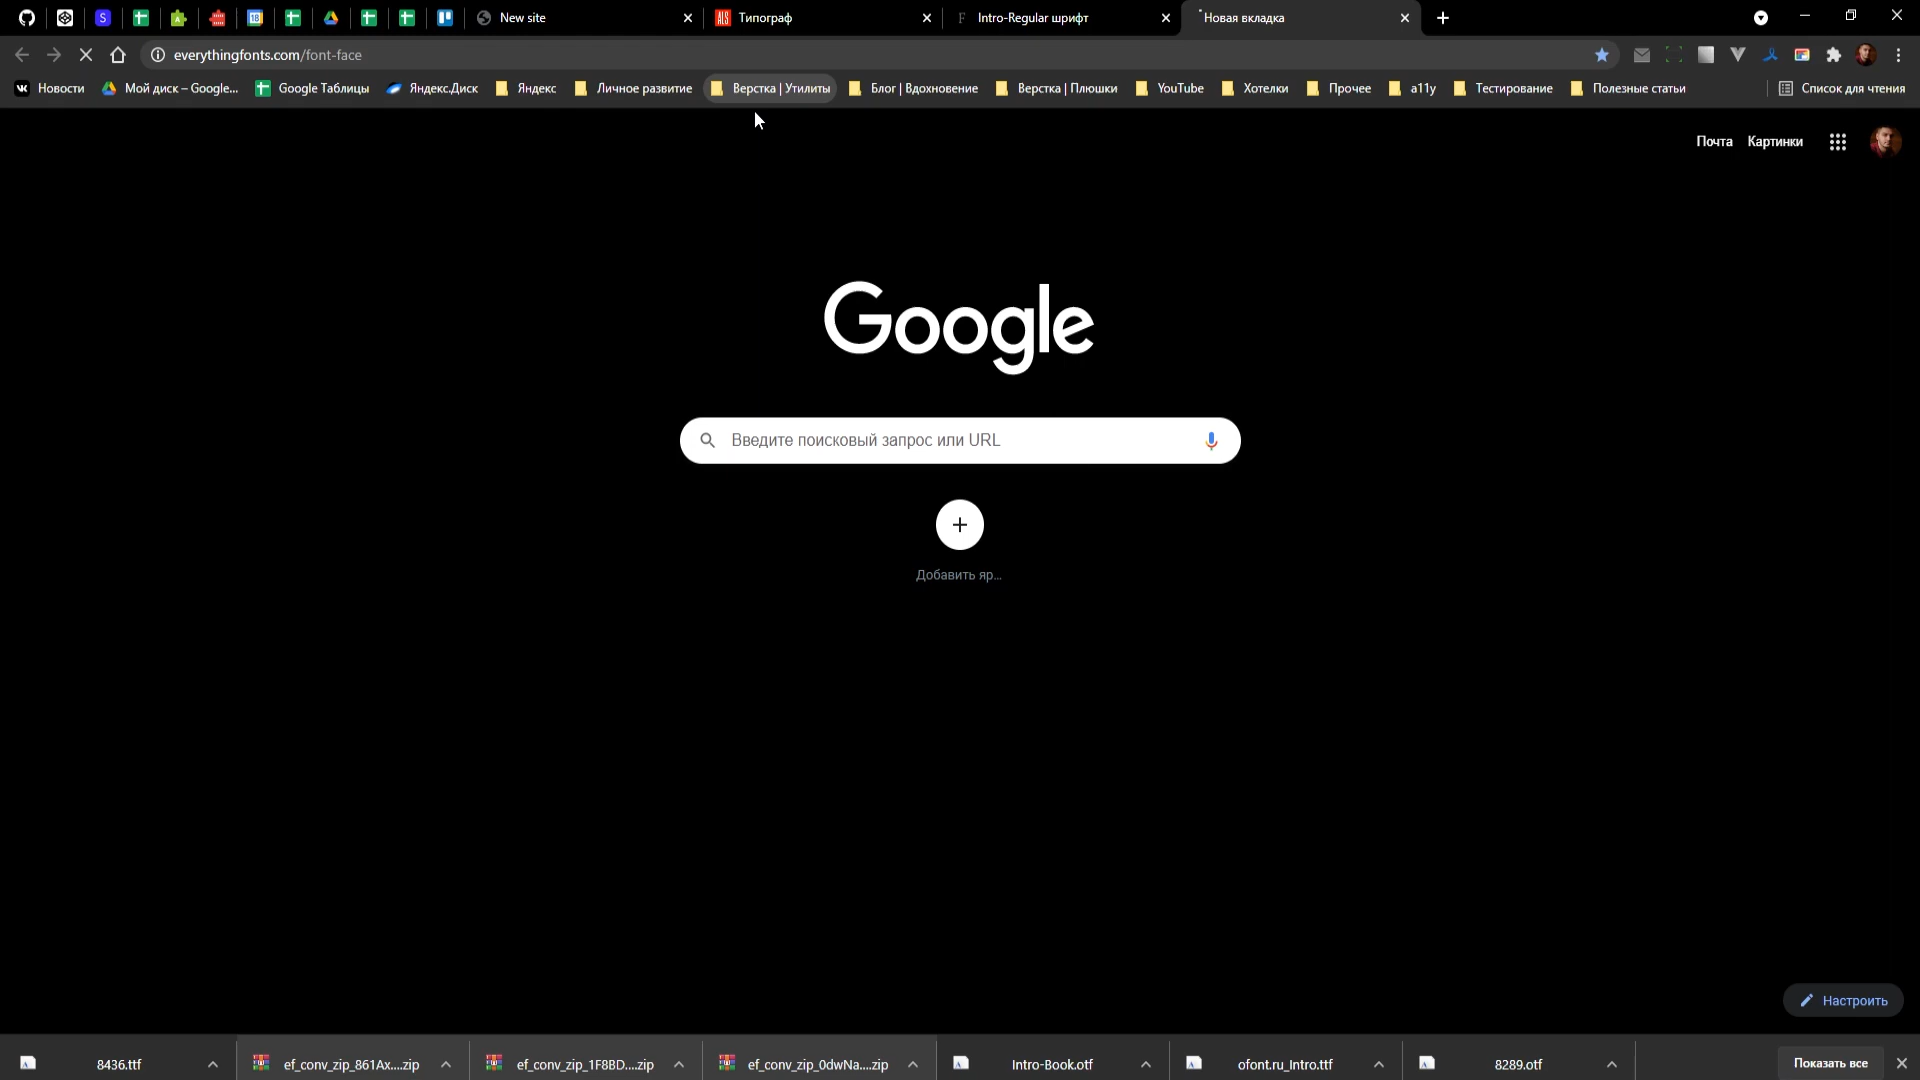 New site
Типограф
Intro-Regular шрифт
Новая вкладка
everythingfonts.com/font-face
Новости
Мой диск – Google...
Google Таблицы
Яндекс.Диск
Яндекс
Личное развитие
Верстка | Утилиты
Блог | Вдохновение
Верстка | Плюшки
YouTube
Хотелки
Прочее
a11y
Тестирование
Полезные статьи
Список для чтения
Почта
Картинки
Google
Введите поисковый запрос или URL
Добавить яр...
Настроить
8436.ttf
ef_conv_zip_861Ax....zip
ef_conv_zip_1F8BD....zip
ef_conv_zip_0dwNa....zip
Intro-Book.otf
ofont.ru_Intro.ttf
8289.otf
Показать все